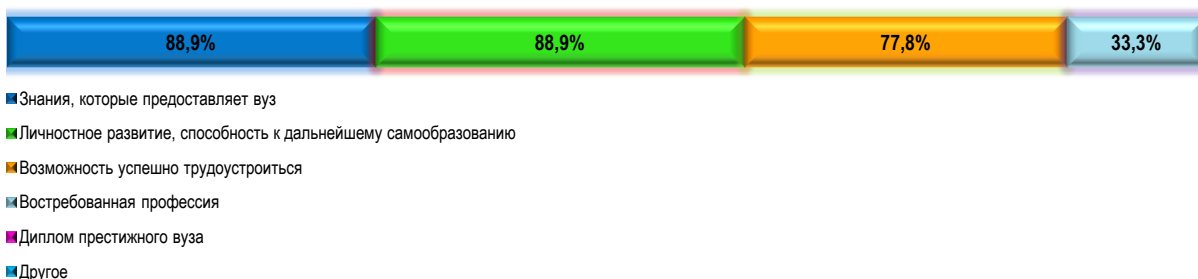 88,9% 88,9% 77,8% 33,3%
Знания, которые предоставляет вуз
Личностное развитие, способность к дальнейшему самообразованию
Возможность успешно трудоустроиться
Востребованная профессия
Диплом престижного вуза
Другое